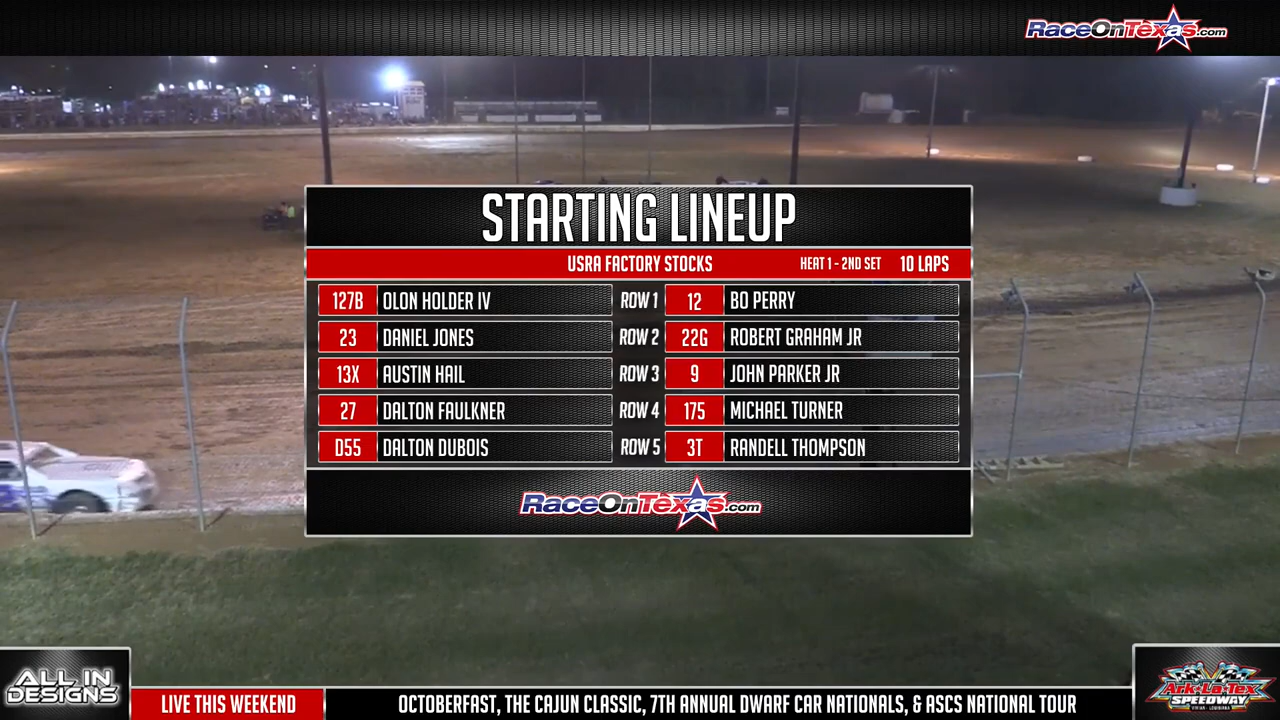 RaceOnTexas.com
STARTING LINEUP
USRA FACTORY STOCKS HEAT 1 - 2ND SET 10 LAPS
127B OLON HOLDER IV ROW 1 12 BO PERRY
23 DANIEL JONES ROW 2 22G ROBERT GRAHAM JR
13X AUSTIN HAIL ROW 3 9 JOHN PARKER JR
27 DALTON FAULKNER ROW 4 175 MICHAEL TURNER
D55 DALTON DUBOIS ROW 5 3T RANDELL THOMPSON
RaceOnTexas.com
ALL IN
DESIGNS
LIVE THIS WEEKEND OCTOBERFAST, THE CAJUN CLASSIC, 7TH ANNUAL DWARF CAR NATIONALS, & ASCS NATIONAL TOUR
Ark-La-Tex
SPEEDWAY